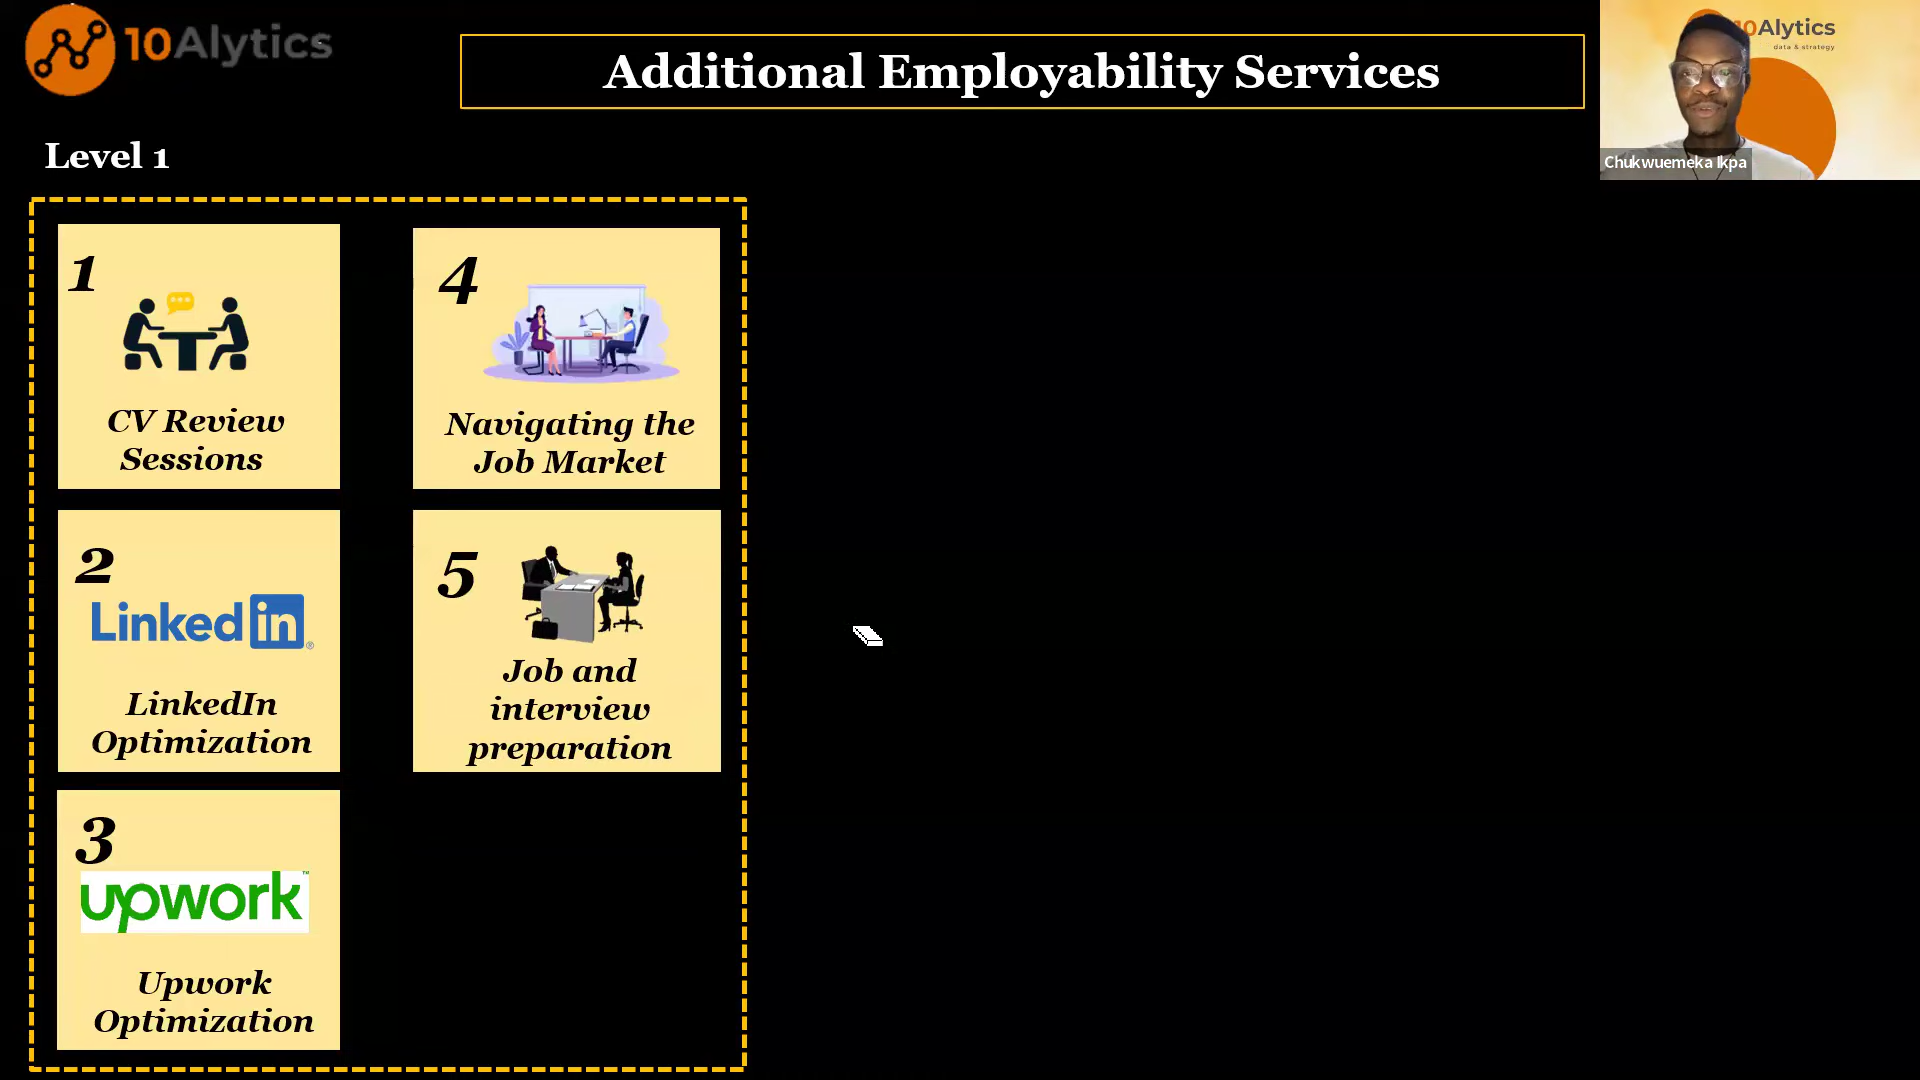 10Alytics
Additional Employability Services
10Alytics
data & strategy
Chukwuemeka Ikpa
Level 1
1
CV Review
Sessions
2
LinkedIn®
LinkedIn
Optimization
3
upwork™
Upwork
Optimization
4
Navigating the
Job Market
5
Job and
interview
preparation